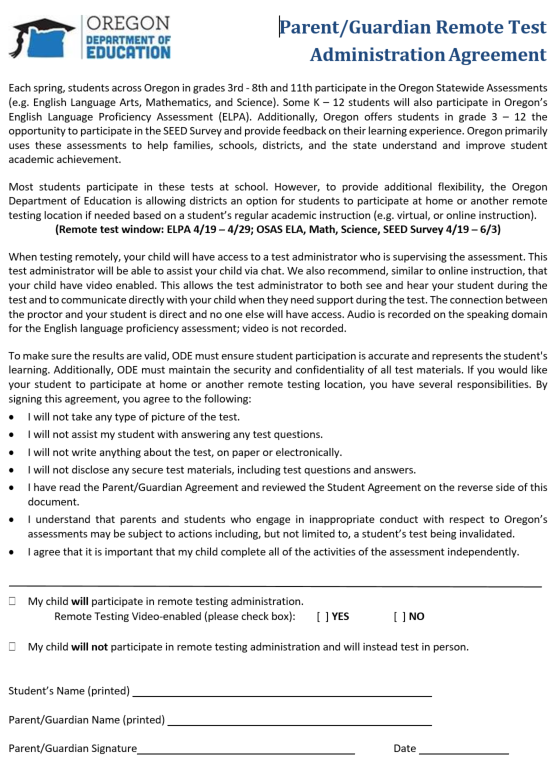 OREGON
DEPARTMENT OF
EDUCATION
Parent/Guardian Remote Test
Administration Agreement
Each spring, students across Oregon in grades 3rd - 8th and 11th participate in the Oregon Statewide Assessments
(e.g. English Language Arts, Mathematics, and Science). Some K – 12 students will also participate in Oregon's
English Language Proficiency Assessment (ELPA). Additionally, Oregon offers students in grade 3 – 12 the
opportunity to participate in the SEED Survey and provide feedback on their learning experience. Oregon primarily
uses these assessments to help families, schools, districts, and the state understand and improve student
academic achievement.
Most students participate in these tests at school. However, to provide additional flexibility, the Oregon
Department of Education is allowing districts an option for students to participate at home or another remote
testing location if needed based on a student's regular academic instruction (e.g. virtual, or online instruction).
(Remote test window: ELPA 4/19 – 4/29; OSAS ELA, Math, Science, SEED Survey 4/19 – 6/3)
When testing remotely, your child will have access to a test administrator who is supervising the assessment. This
test administrator will be able to assist your child via chat. We also recommend, similar to online instruction, that
your child have video enabled. This allows the test administrator to both see and hear your student during the
test and to communicate directly with your child when they need support during the test. The connection between
the proctor and your student is direct and no one else will have access. Audio is recorded on the speaking domain
for the English language proficiency assessment; video is not recorded.
To make sure the results are valid, ODE must ensure student participation is accurate and represents the student's
learning. Additionally, ODE must maintain the security and confidentiality of all test materials. If you would like
your student to participate at home or another remote testing location, you have several responsibilities. By
signing this agreement, you agree to the following:
• I will not take any type of picture of the test.
• I will not assist my student with answering any test questions.
• I will not write anything about the test, on paper or electronically.
• I will not disclose any secure test materials, including test questions and answers.
• I have read the Parent/Guardian Agreement and reviewed the Student Agreement on the reverse side of this
document.
• I understand that parents and students who engage in inappropriate conduct with respect to Oregon's
assessments may be subject to actions including, but not limited to, a student's test being invalidated.
• I agree that it is important that my child complete all of the activities of the assessment independently.
☐ My child will participate in remote testing administration.
Remote Testing Video-enabled (please check box): [ ] YES [ ] NO
☐ My child will not participate in remote testing administration and will instead test in person.
Student's Name (printed)
Parent/Guardian Name (printed)
Parent/Guardian Signature Date